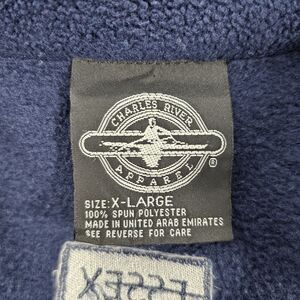 CHARLES RIVER
APPAREL ®
SIZE: X-LARGE
100% SPUN POLYESTER
MADE IN UNITED ARAB EMIRATES
SEE REVERSE FOR CARE